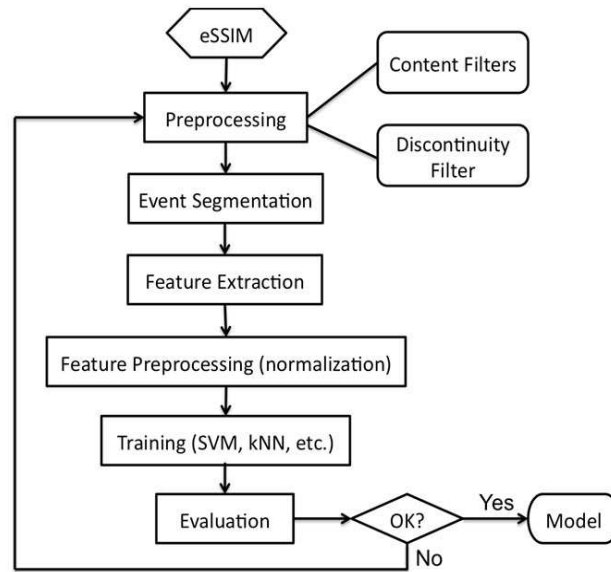 eSSIM
Content Filters
Preprocessing
Discontinuity
Filter
Event Segmentation
Feature Extraction
Feature Preprocessing (normalization)
Training (SVM, kNN, etc.)
Evaluation
OK?
Yes
Model
No